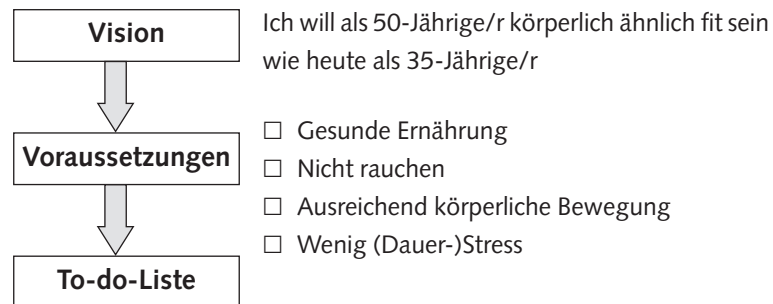 Vision
Ich will als 50-Jährige/r körperlich ähnlich fit sein
wie heute als 35-Jährige/r
Voraussetzungen
☐ Gesunde Ernährung
☐ Nicht rauchen
☐ Ausreichend körperliche Bewegung
☐ Wenig (Dauer-)Stress
To-do-Liste